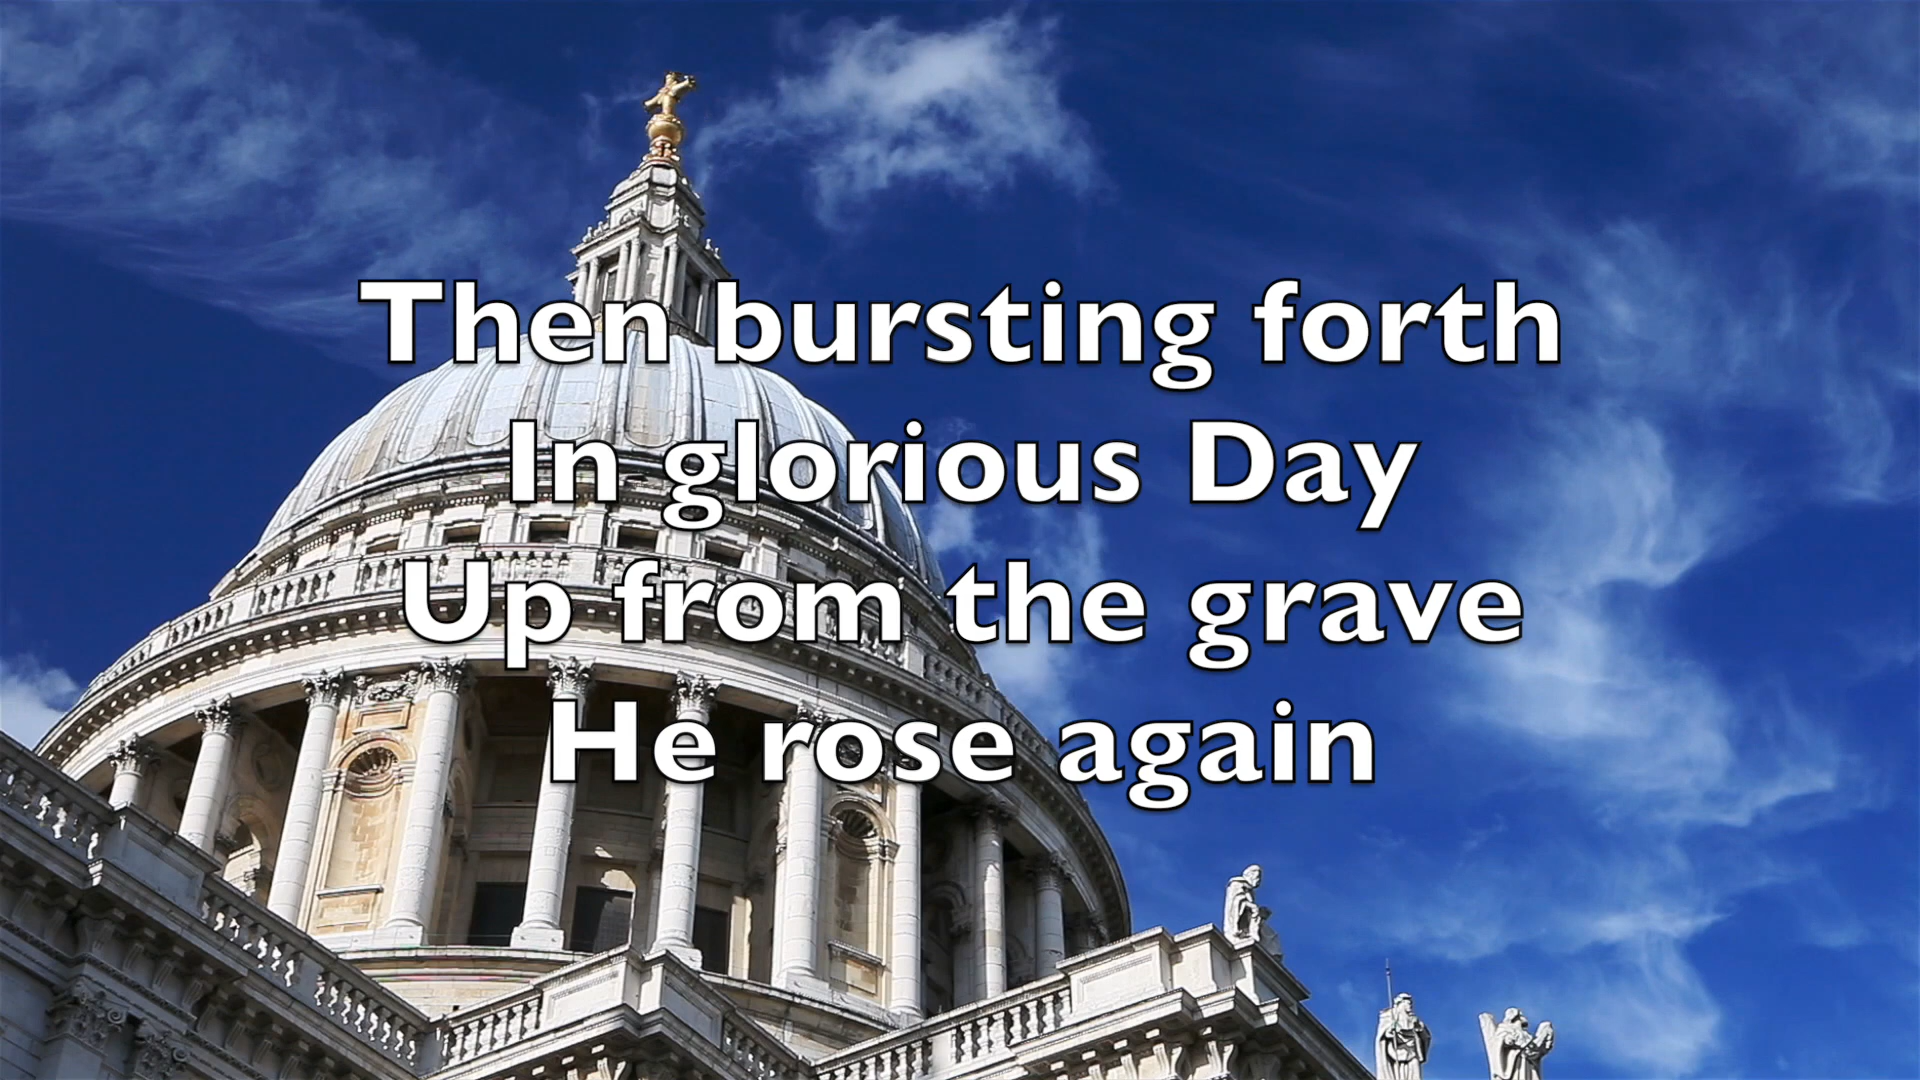 Then bursting forth
In glorious Day
Up from the grave
He rose again